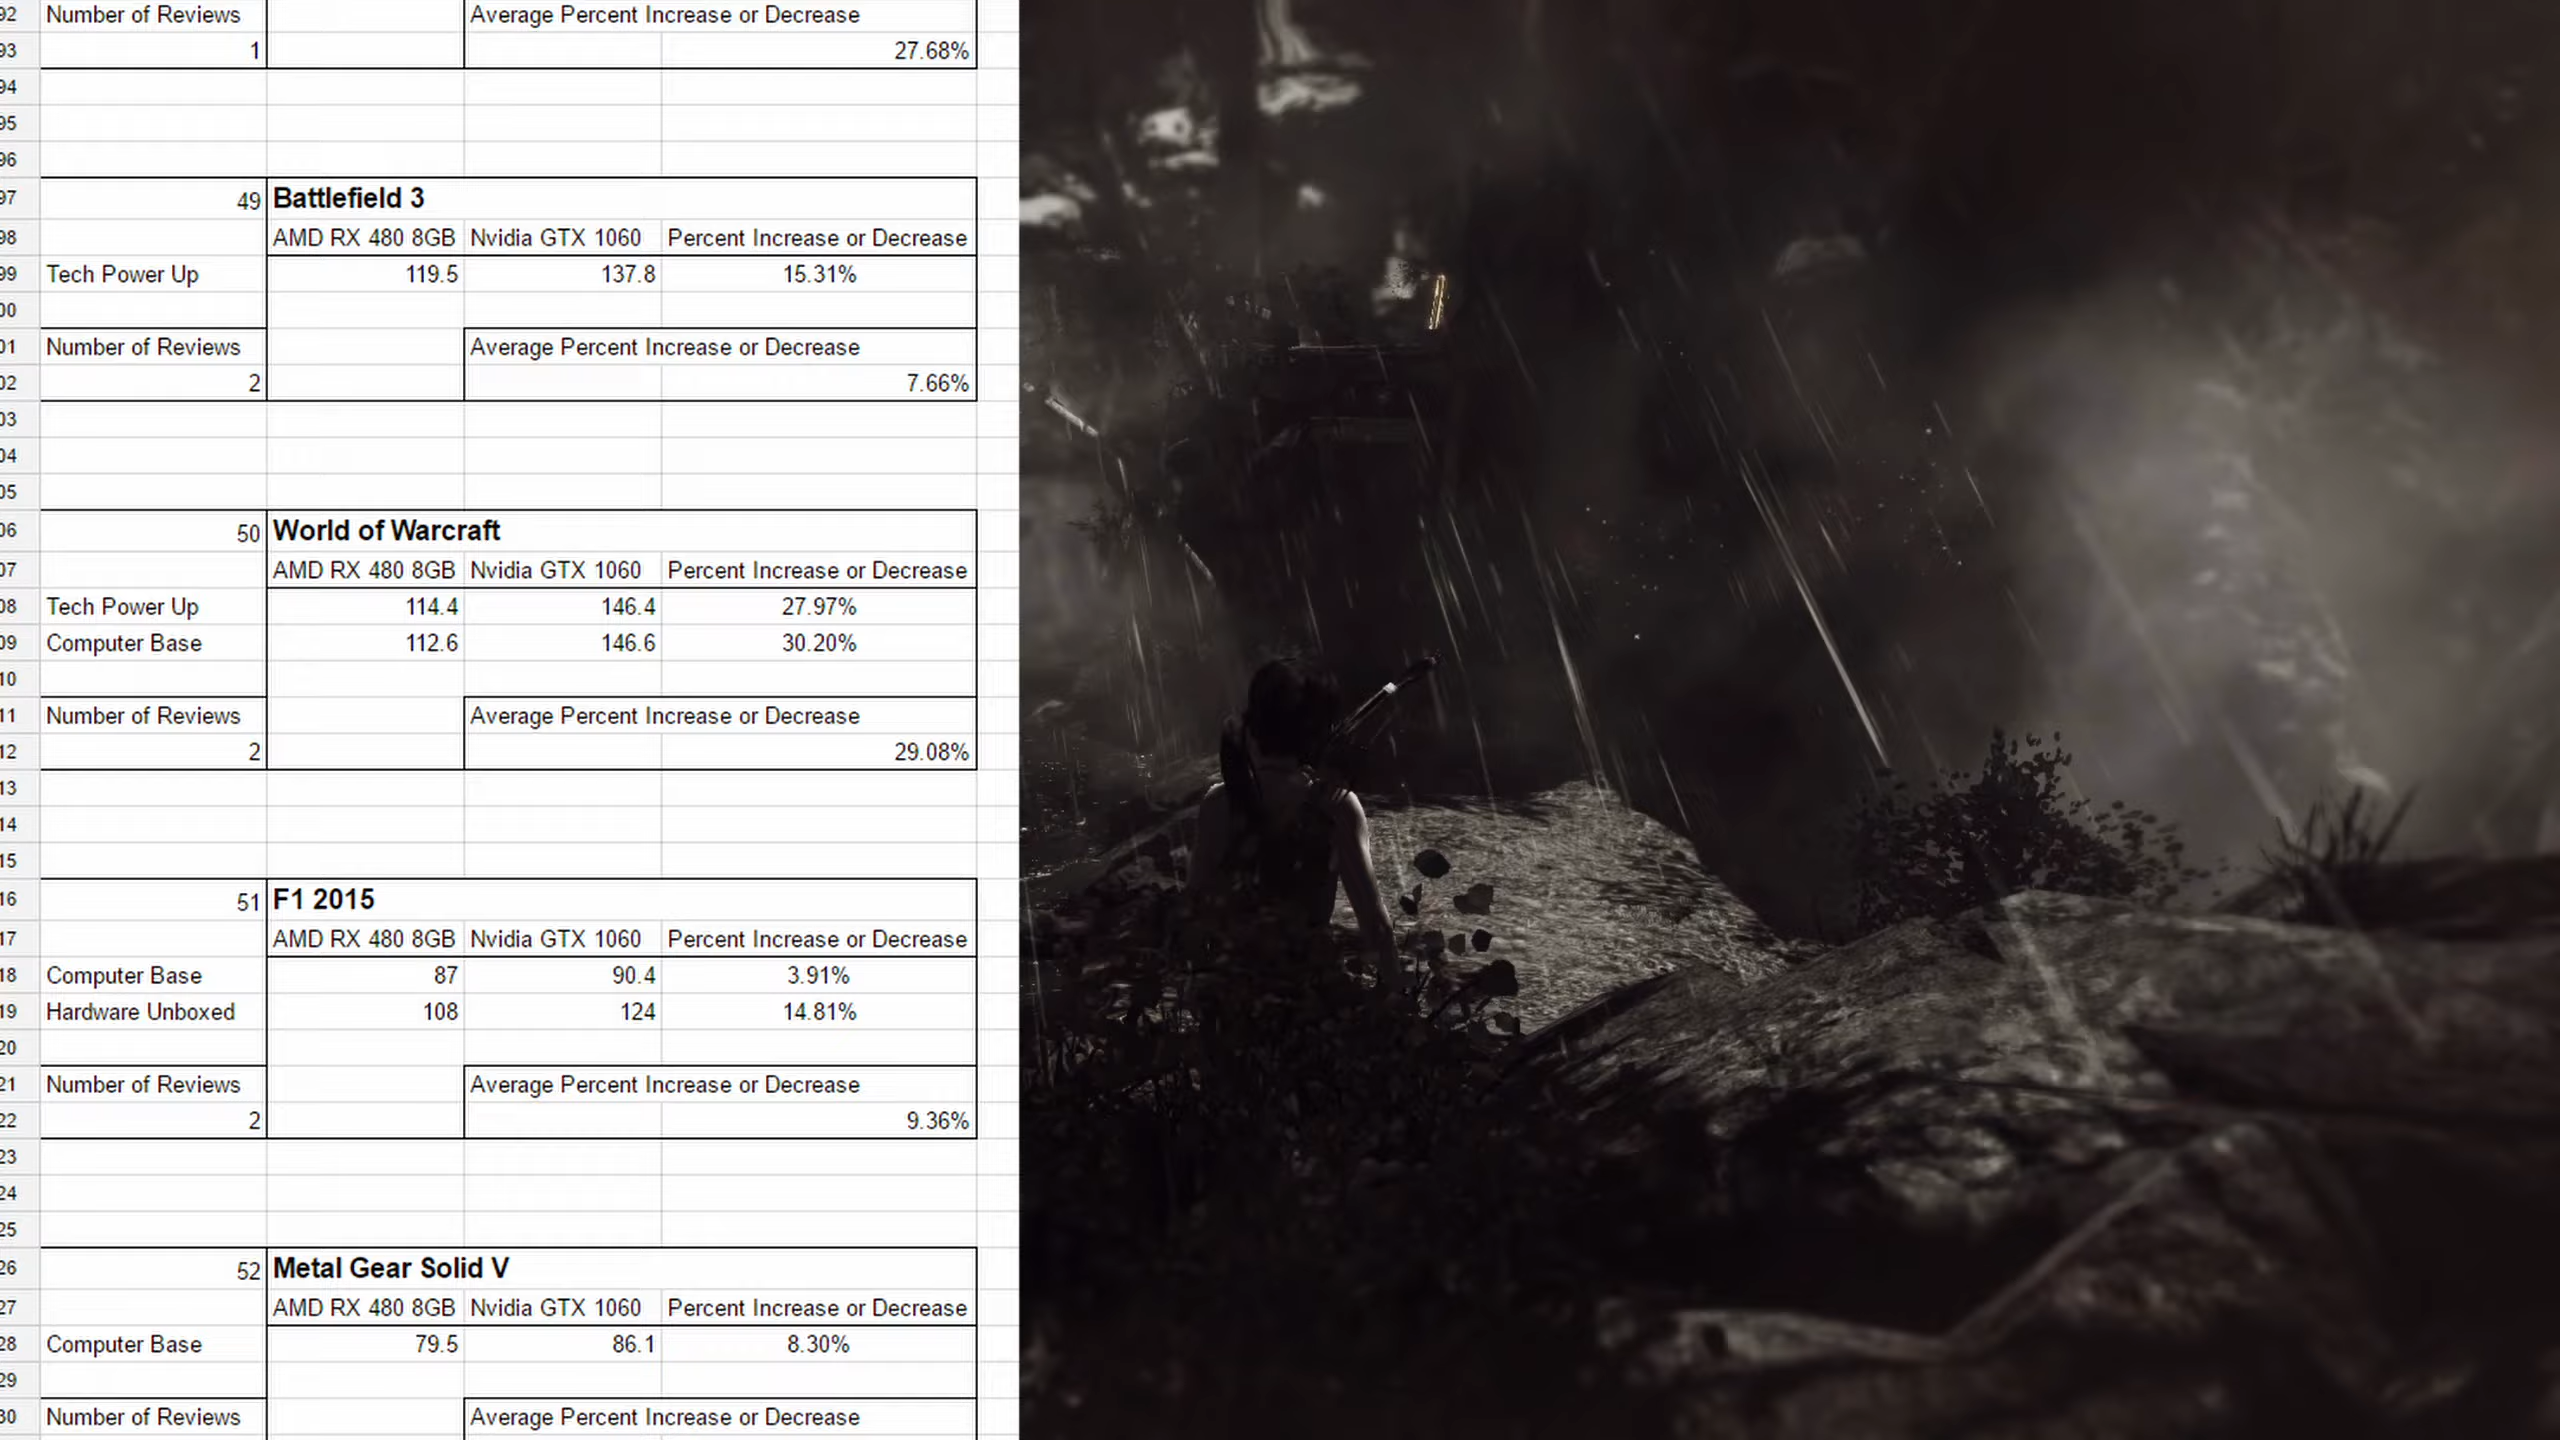 92 Number of Reviews Average Percent Increase or Decrease
93 1 27.68%
94
95
96
97 49 Battlefield 3
98 AMD RX 480 8GB Nvidia GTX 1060 Percent Increase or Decrease
99 Tech Power Up 119.5 137.8 15.31%
00
01 Number of Reviews Average Percent Increase or Decrease
02 2 7.66%
03
04
05
06 50 World of Warcraft
07 AMD RX 480 8GB Nvidia GTX 1060 Percent Increase or Decrease
08 Tech Power Up 114.4 146.4 27.97%
09 Computer Base 112.6 146.6 30.20%
10
11 Number of Reviews Average Percent Increase or Decrease
12 2 29.08%
13
14
15
16 51 F1 2015
17 AMD RX 480 8GB Nvidia GTX 1060 Percent Increase or Decrease
18 Computer Base 87 90.4 3.91%
19 Hardware Unboxed 108 124 14.81%
20
21 Number of Reviews Average Percent Increase or Decrease
22 2 9.36%
23
24
25
26 52 Metal Gear Solid V
27 AMD RX 480 8GB Nvidia GTX 1060 Percent Increase or Decrease
28 Computer Base 79.5 86.1 8.30%
29
30 Number of Reviews Average Percent Increase or Decrease